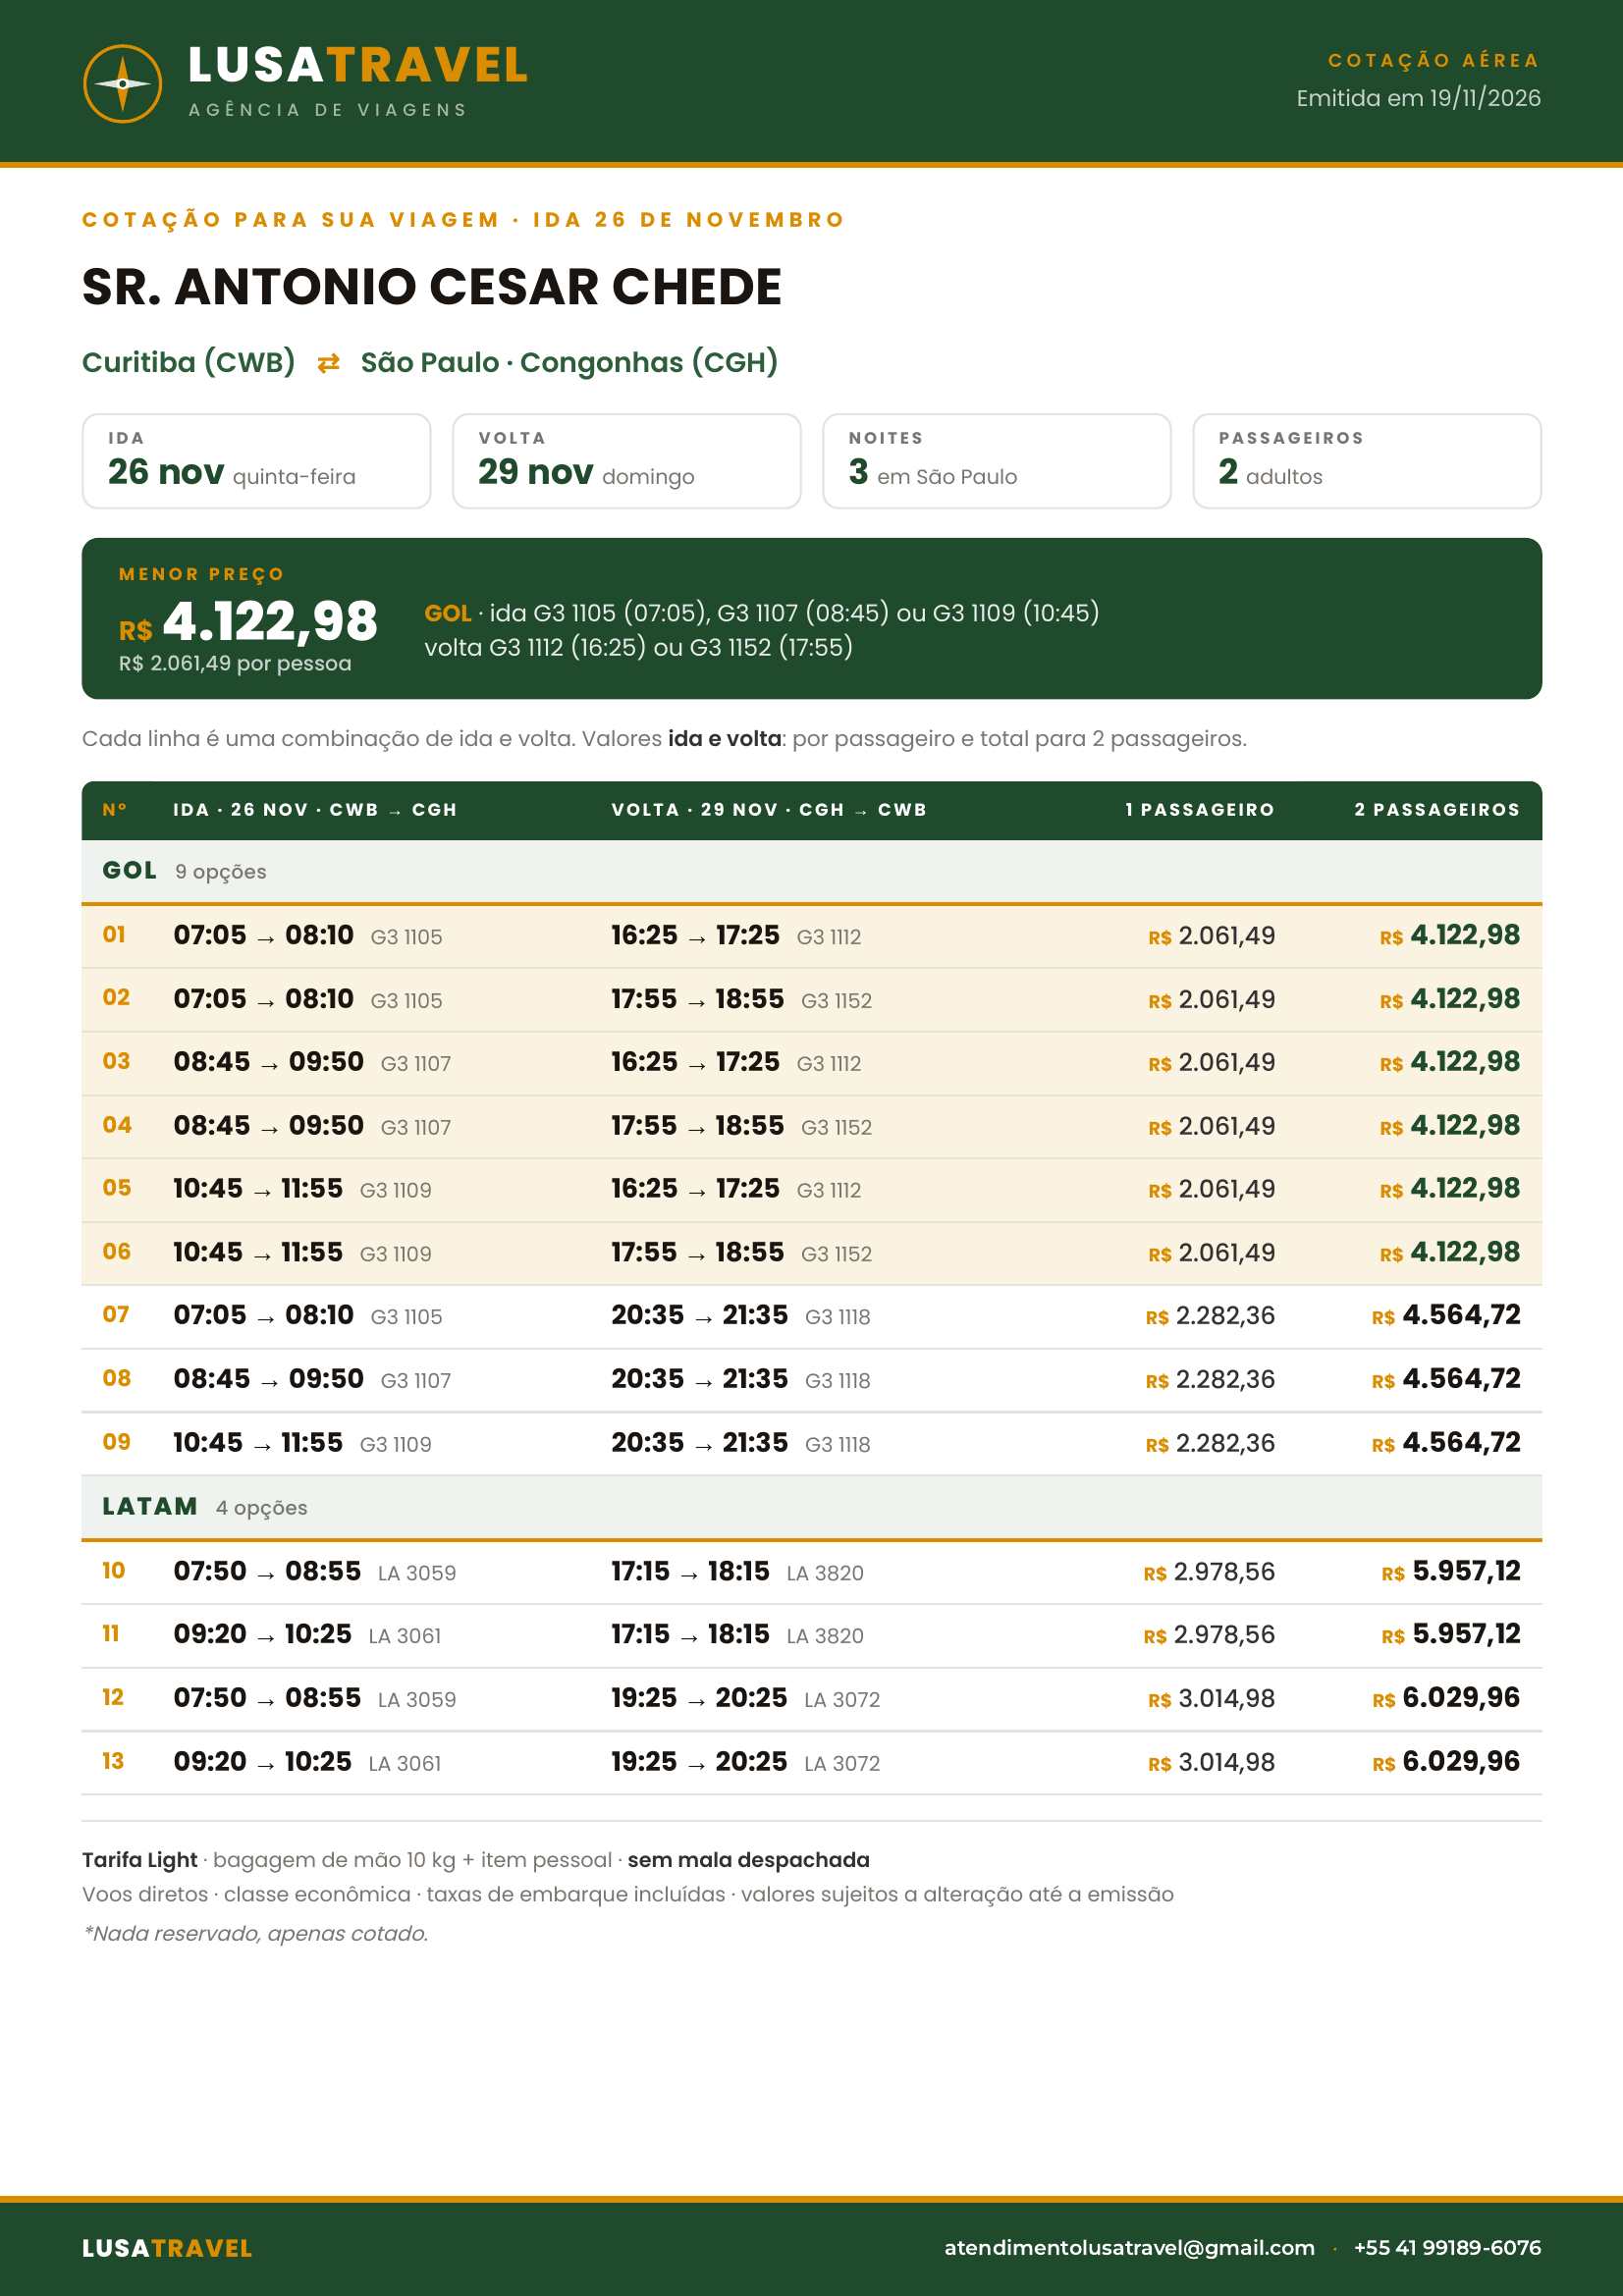 LUSATRAVEL
AGÊNCIA DE VIAGENS
COTAÇÃO AÉREA
Emitida em 19/11/2026
COTAÇÃO PARA SUA VIAGEM · IDA 26 DE NOVEMBRO
SR. ANTONIO CESAR CHEDE
Curitiba (CWB) ⇄ São Paulo · Congonhas (CGH)
IDA
26 nov quinta-feira
VOLTA
29 nov domingo
NOITES
3 em São Paulo
PASSAGEIROS
2 adultos
MENOR PREÇO
R$ 4.122,98
R$ 2.061,49 por pessoa
GOL · ida G3 1105 (07:05), G3 1107 (08:45) ou G3 1109 (10:45)
volta G3 1112 (16:25) ou G3 1152 (17:55)
Cada linha é uma combinação de ida e volta. Valores ida e volta: por passageiro e total para 2 passageiros.
Nº IDA · 26 NOV · CWB → CGH VOLTA · 29 NOV · CGH → CWB 1 PASSAGEIRO 2 PASSAGEIROS
GOL 9 opções
01 07:05 → 08:10 G3 1105 16:25 → 17:25 G3 1112 R$ 2.061,49 R$ 4.122,98
02 07:05 → 08:10 G3 1105 17:55 → 18:55 G3 1152 R$ 2.061,49 R$ 4.122,98
03 08:45 → 09:50 G3 1107 16:25 → 17:25 G3 1112 R$ 2.061,49 R$ 4.122,98
04 08:45 → 09:50 G3 1107 17:55 → 18:55 G3 1152 R$ 2.061,49 R$ 4.122,98
05 10:45 → 11:55 G3 1109 16:25 → 17:25 G3 1112 R$ 2.061,49 R$ 4.122,98
06 10:45 → 11:55 G3 1109 17:55 → 18:55 G3 1152 R$ 2.061,49 R$ 4.122,98
07 07:05 → 08:10 G3 1105 20:35 → 21:35 G3 1118 R$ 2.282,36 R$ 4.564,72
08 08:45 → 09:50 G3 1107 20:35 → 21:35 G3 1118 R$ 2.282,36 R$ 4.564,72
09 10:45 → 11:55 G3 1109 20:35 → 21:35 G3 1118 R$ 2.282,36 R$ 4.564,72
LATAM 4 opções
10 07:50 → 08:55 LA 3059 17:15 → 18:15 LA 3820 R$ 2.978,56 R$ 5.957,12
11 09:20 → 10:25 LA 3061 17:15 → 18:15 LA 3820 R$ 2.978,56 R$ 5.957,12
12 07:50 → 08:55 LA 3059 19:25 → 20:25 LA 3072 R$ 3.014,98 R$ 6.029,96
13 09:20 → 10:25 LA 3061 19:25 → 20:25 LA 3072 R$ 3.014,98 R$ 6.029,96
Tarifa Light · bagagem de mão 10 kg + item pessoal · sem mala despachada
Voos diretos · classe econômica · taxas de embarque incluídas · valores sujeitos a alteração até a emissão
*Nada reservado, apenas cotado.
LUSATRAVEL
atendimentolusatravel@gmail.com · +55 41 99189-6076